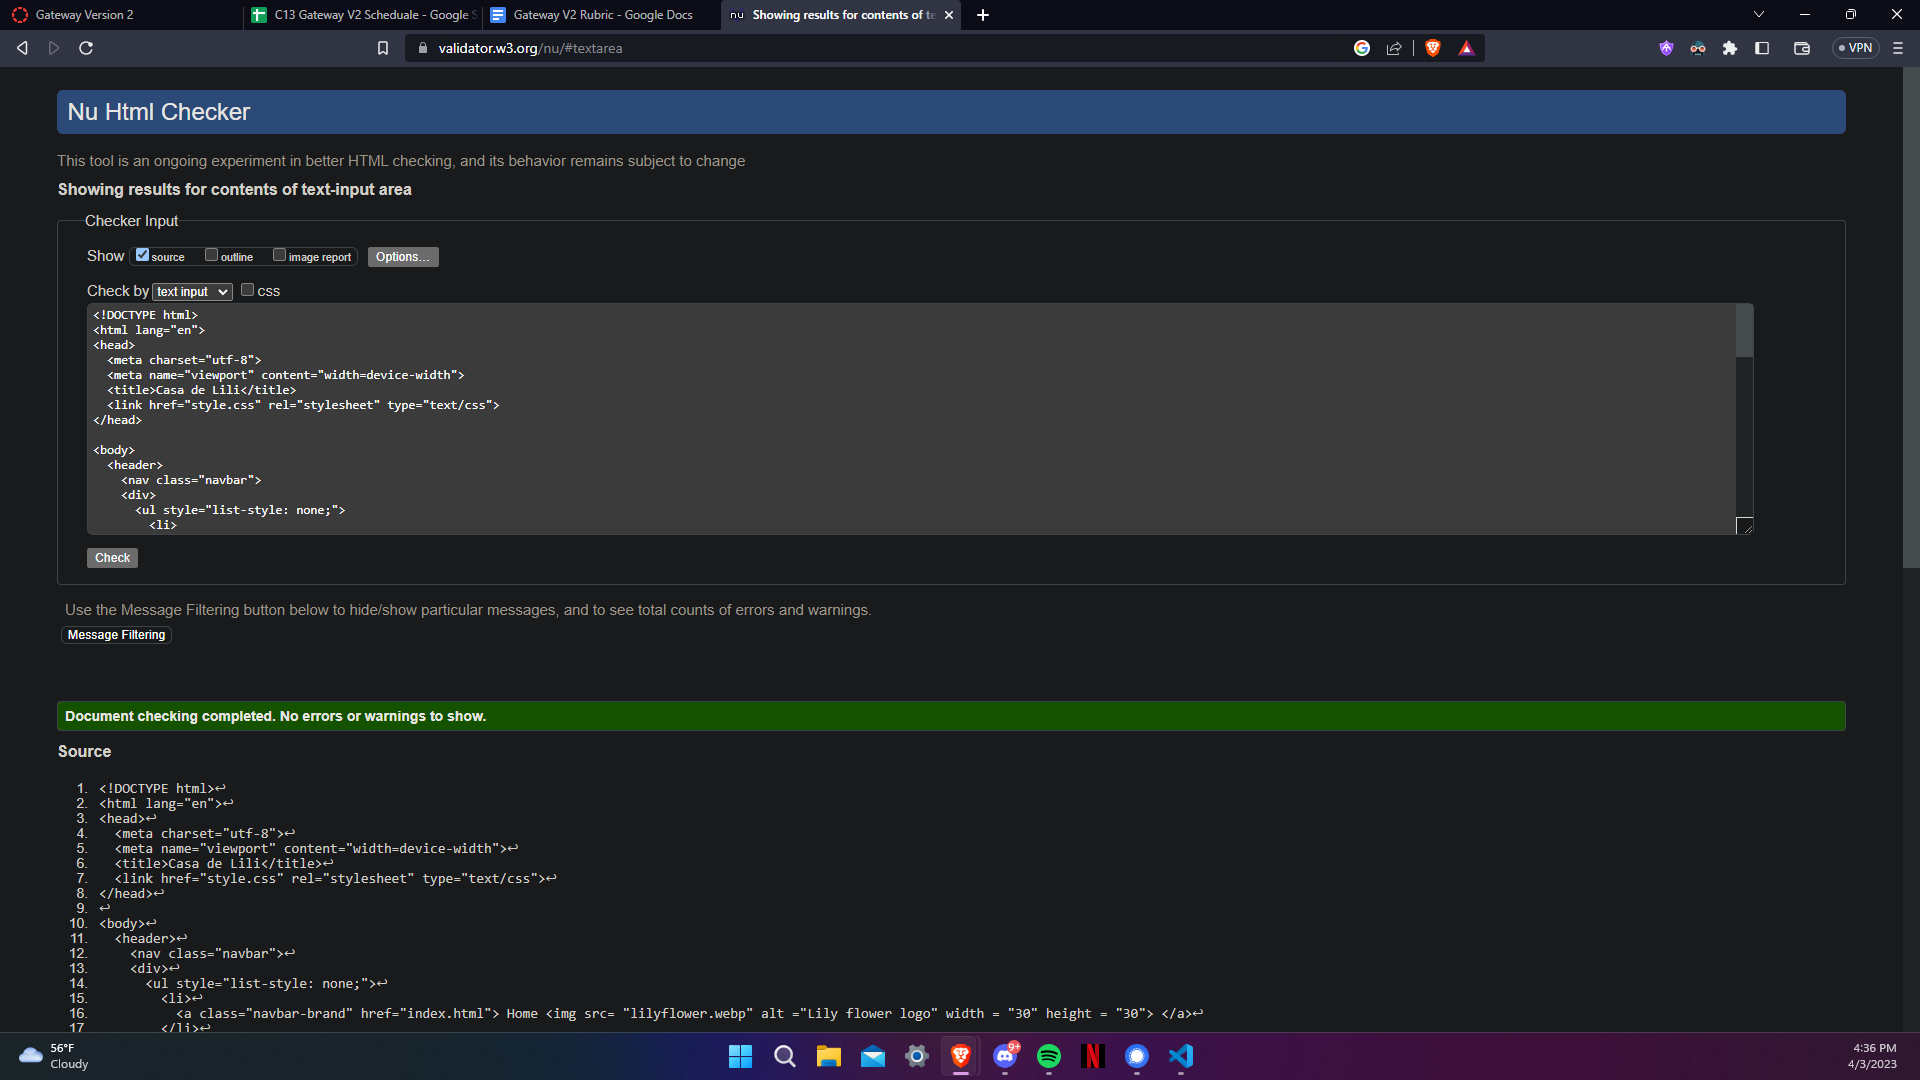 Gateway Version 2
C13 Gateway V2 Scheduale - Google S
Gateway V2 Rubric - Google Docs
nu Showing results for contents of te
validator.w3.org/nu/#textarea
VPN
Nu Html Checker
This tool is an ongoing experiment in better HTML checking, and its behavior remains subject to change
Showing results for contents of text-input area
Checker Input
Show source outline image report Options...
Check by text input css
<!DOCTYPE html>
<html lang="en">
<head>
<meta charset="utf-8">
<meta name="viewport" content="width=device-width">
<title>Casa de Lili</title>
<link href="style.css" rel="stylesheet" type="text/css">
</head>
<body>
<header>
<nav class="navbar">
<div>
<ul style="list-style: none;">
<li>
Check
Use the Message Filtering button below to hide/show particular messages, and to see total counts of errors and warnings.
Message Filtering
Document checking completed. No errors or warnings to show.
Source
1. <!DOCTYPE html>↩
2. <html lang="en">↩
3. <head>↩
4. <meta charset="utf-8">↩
5. <meta name="viewport" content="width=device-width">↩
6. <title>Casa de Lili</title>↩
7. <link href="style.css" rel="stylesheet" type="text/css">↩
8. </head>↩
9. ↩
10. <body>↩
11. <header>↩
12. <nav class="navbar">↩
13. <div>↩
14. <ul style="list-style: none;">↩
15. <li>↩
16. <a class="navbar-brand" href="index.html"> Home <img src= "lilyflower.webp" alt ="Lily flower logo" width = "30" height = "30"> </a>↩
17. </li>↩
56°F
Cloudy
9+
N
4:36 PM
4/3/2023